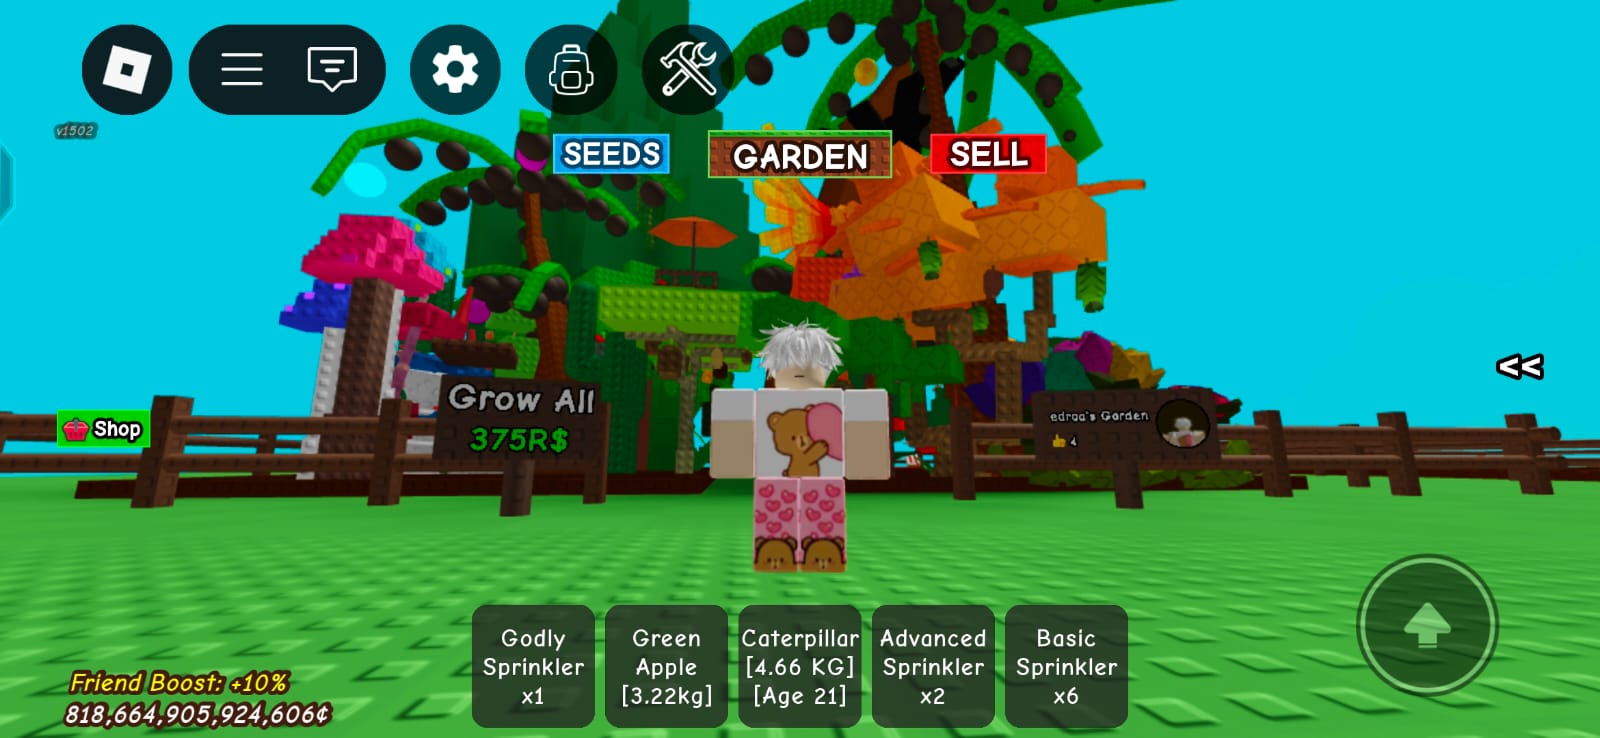 v1502
SEEDS
GARDEN
SELL
<<
Grow All
375R$
edraa's Garden
4
Shop
Godly
Sprinkler
x1
Green
Apple
[3.22kg]
Caterpillar
[4.66 KG]
[Age 21]
Advanced
Sprinkler
x2
Basic
Sprinkler
x6
Friend Boost: +10%
818,664,905,924,606¢